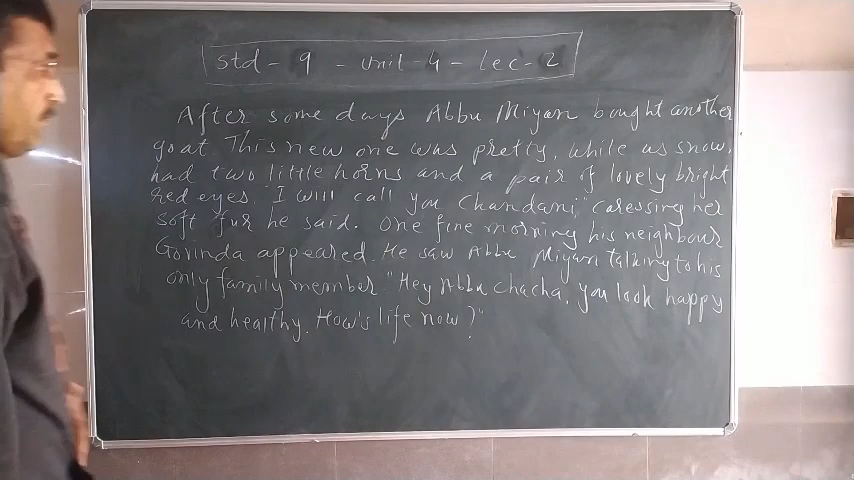 std - 9 - unit - 4 - lec - 2
After some days Abbu Miyan bought another
goat. This new one was pretty, while as snow,
had two little horns and a pair of lovely bright
red eyes. "I will call you Chandani," caressing her
soft fur he said. One fine morning his neighbour
Govinda appeared. He saw Abbu Miyan talking to his
only family member. "Hey Abbu Chacha, you look happy
and healthy. How's life now?"